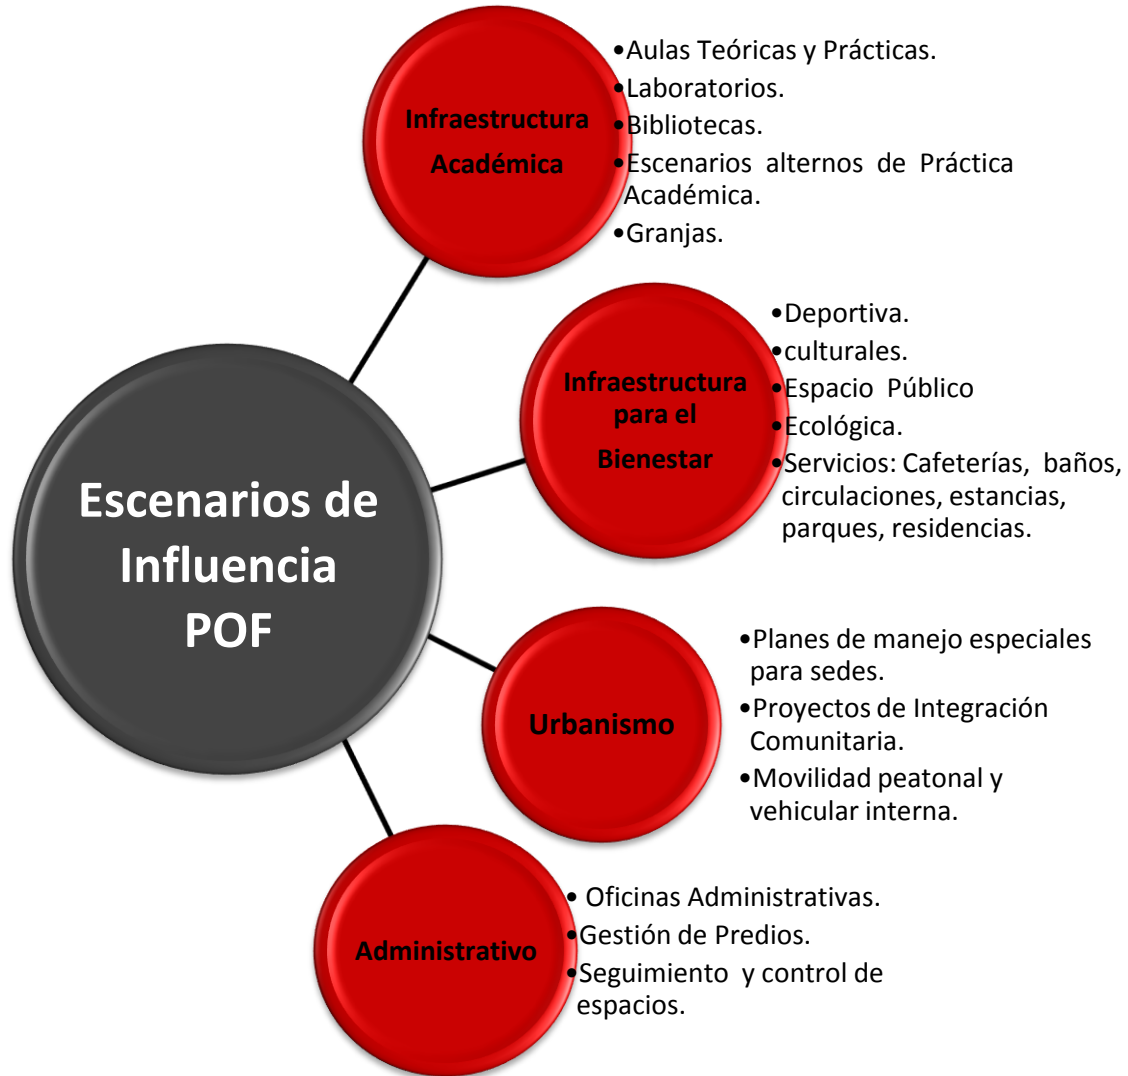 Escenarios de
Influencia
POF
Infraestructura
Académica
•Aulas Teóricas y Prácticas.
•Laboratorios.
•Bibliotecas.
•Escenarios alternos de Práctica
Académica.
•Granjas.
Infraestructura
para el
Bienestar
•Deportiva.
•culturales.
•Espacio Público
•Ecológica.
•Servicios: Cafeterías, baños,
circulaciones, estancias,
parques, residencias.
Urbanismo
•Planes de manejo especiales
para sedes.
•Proyectos de Integración
Comunitaria.
•Movilidad peatonal y
vehicular interna.
Administrativo
• Oficinas Administrativas.
•Gestión de Predios.
•Seguimiento y control de
espacios.